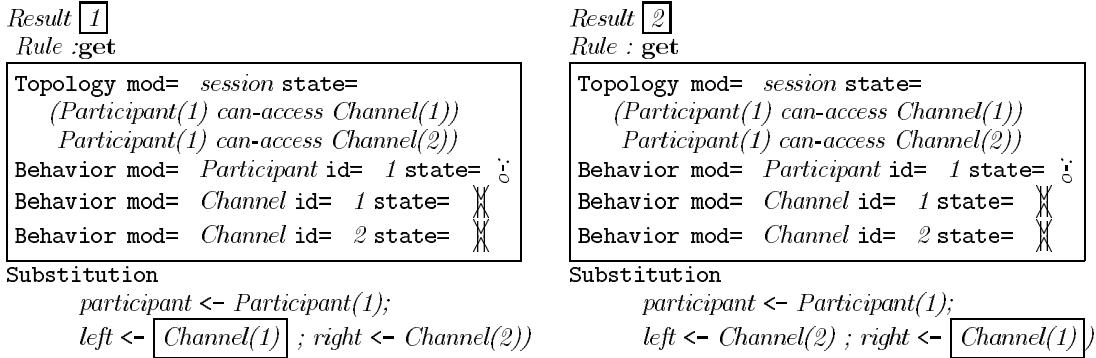 Result 1
Rule :get
Topology mod= session state=
(Participant(1) can-access Channel(1))
Participant(1) can-access Channel(2))
Behavior mod= Participant id= 1 state=
Behavior mod= Channel id= 1 state=
Behavior mod= Channel id= 2 state=
Substitution
participant <- Participant(1);
left <- Channel(1) ; right <- Channel(2))
Result 2
Rule : get
Topology mod= session state=
(Participant(1) can-access Channel(1))
Participant(1) can-access Channel(2))
Behavior mod= Participant id= 1 state=
Behavior mod= Channel id= 1 state=
Behavior mod= Channel id= 2 state=
Substitution
participant <- Participant(1);
left <- Channel(2) ; right <- Channel(1))